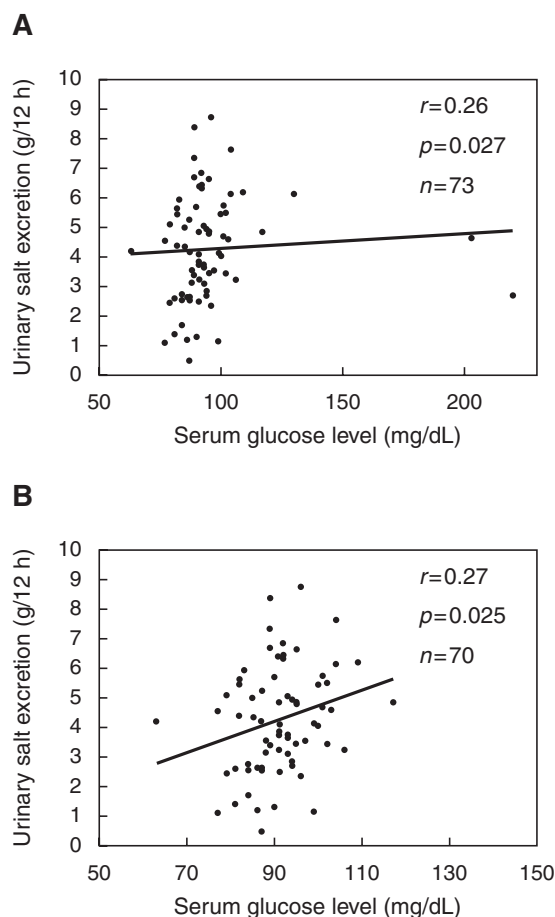 A
Urinary salt excretion (g/12 h)
10
9
8
7
6
5
4
3
2
1
0
r=0.26
p=0.027
n=73
50 100 150 200
Serum glucose level (mg/dL)
B
Urinary salt excretion (g/12 h)
10
9
8
7
6
5
4
3
2
1
0
r=0.27
p=0.025
n=70
50 70 90 110 130 150
Serum glucose level (mg/dL)